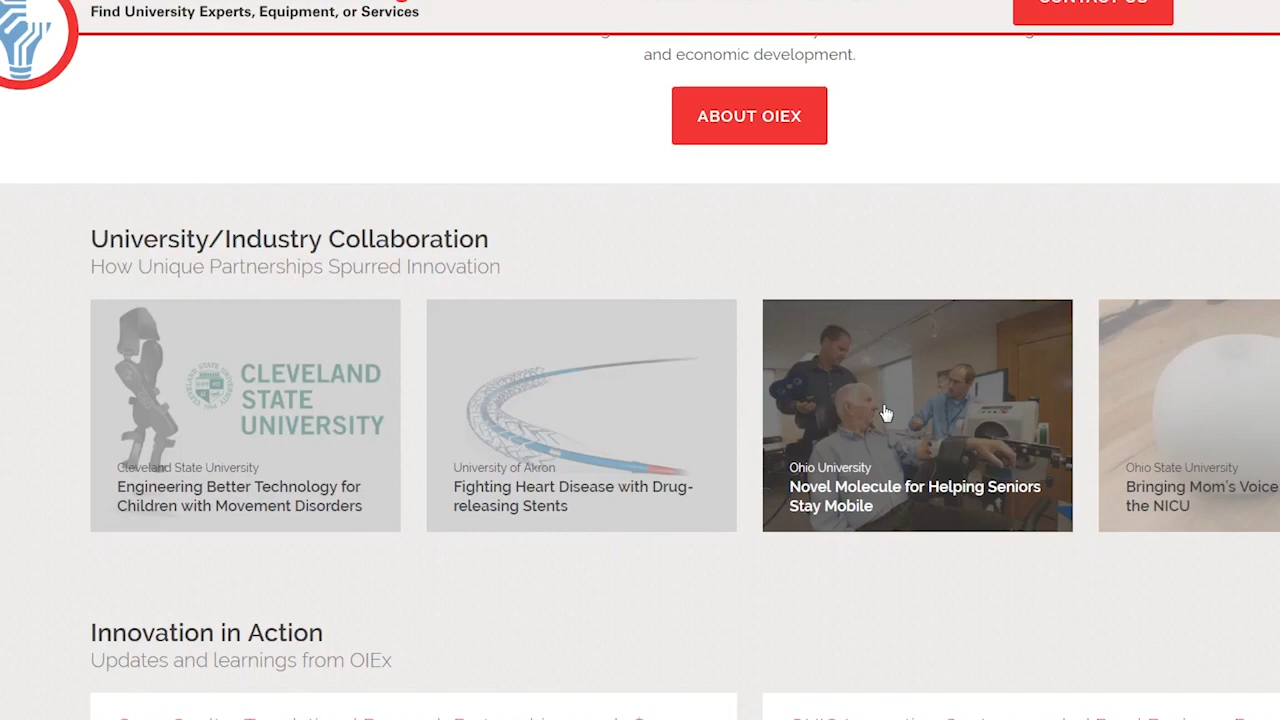 Find University Experts, Equipment, or Services
CONTACT US
and economic development.
ABOUT OIEX
University/Industry Collaboration
How Unique Partnerships Spurred Innovation
CLEVELAND
STATE
UNIVERSITY
Cleveland State University
Engineering Better Technology for
Children with Movement Disorders
University of Akron
Fighting Heart Disease with Drug-
releasing Stents
Ohio University
Novel Molecule for Helping Seniors
Stay Mobile
Ohio State University
Bringing Mom's Voice
the NICU
Innovation in Action
Updates and learnings from OIEx